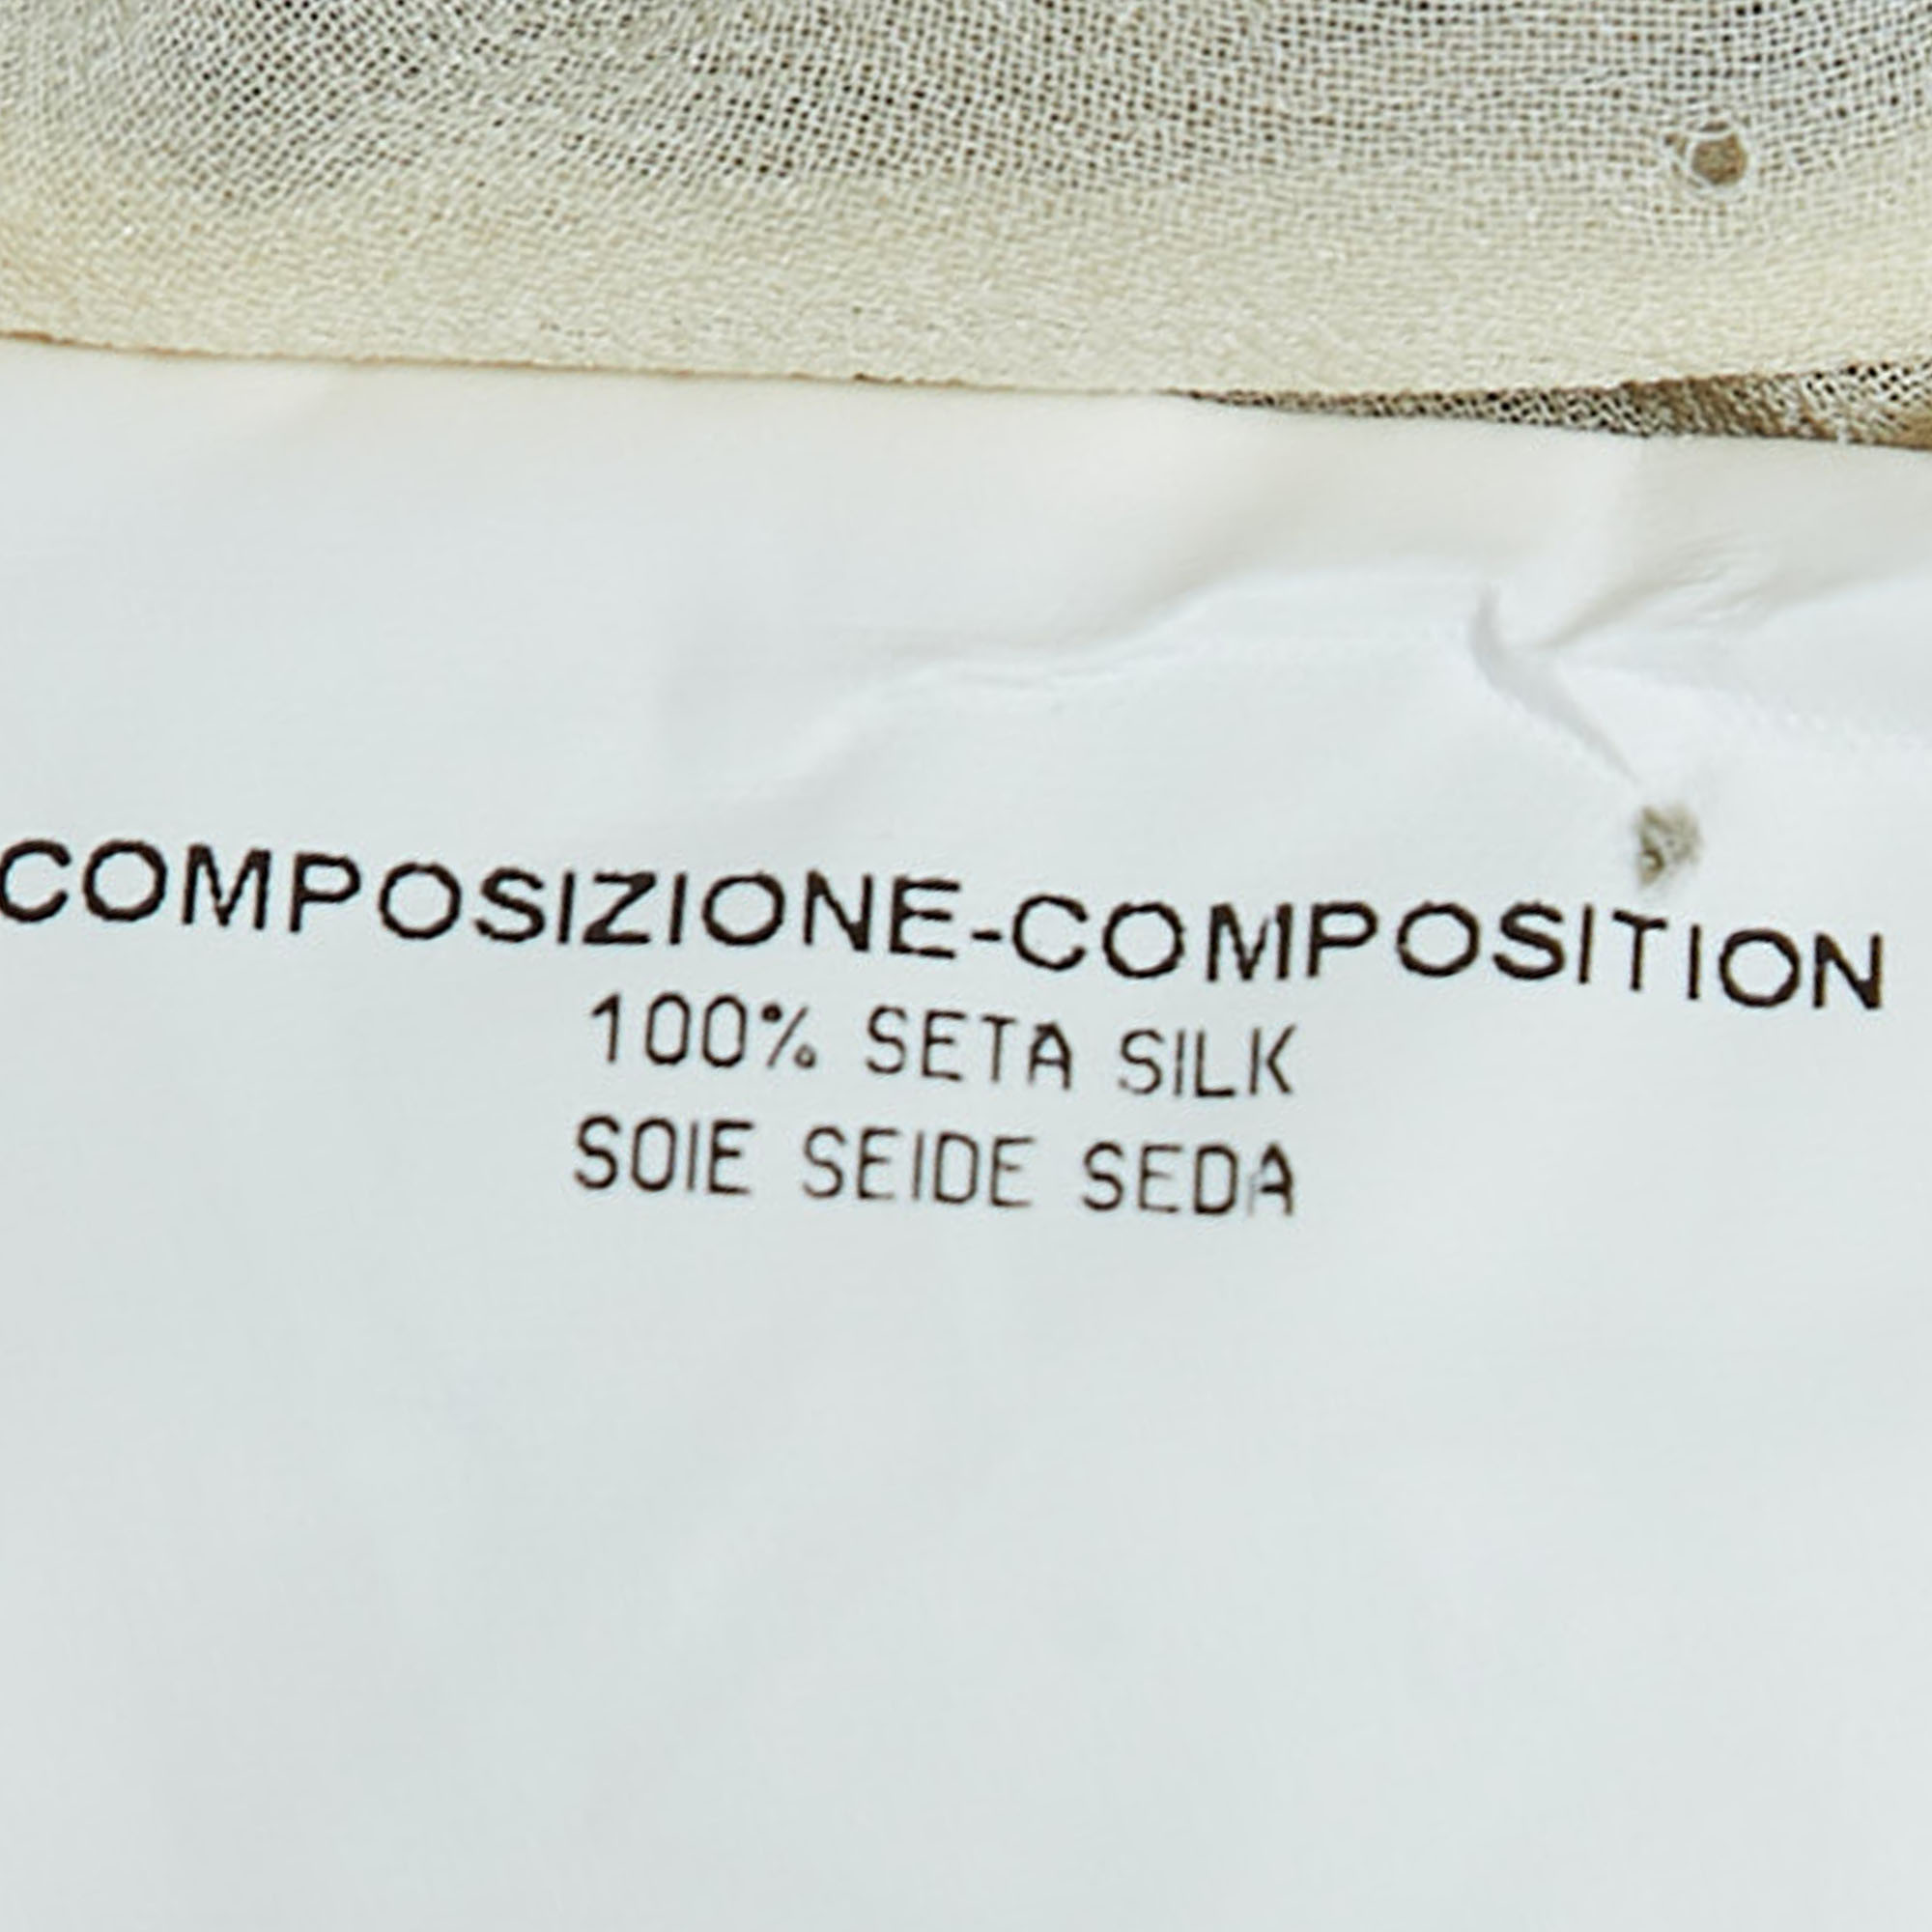 COMPOSIZIONE-COMPOSITION
100% SETA SILK
SOIE SEIDE SEDA